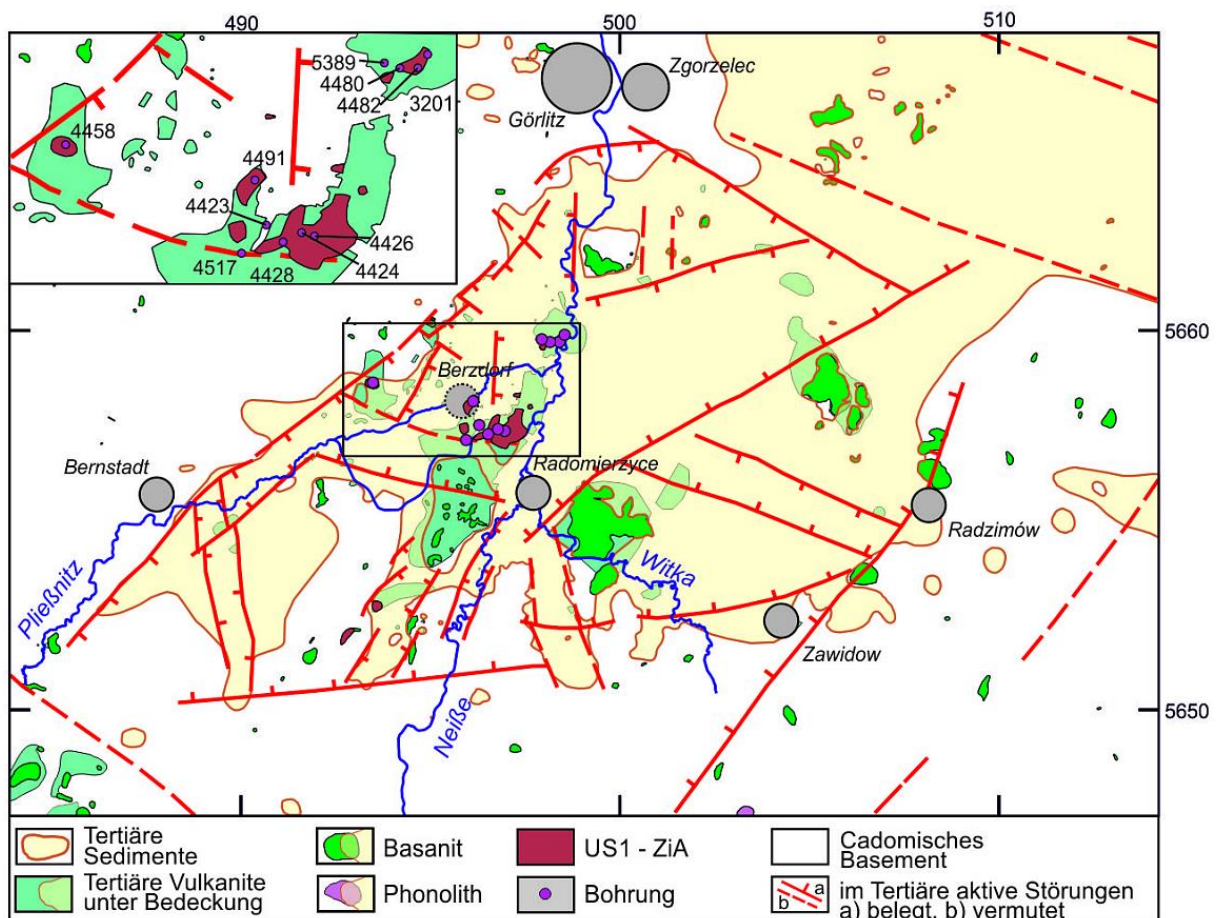 490
500
510
5389
4480
4482
3201
4458
4491
4423
4426
4424
4517
4428
Zgorzelec
Görlitz
5660
Berzdorf
Bernstadt
Radomierzyce
Radzimów
Pließnitz
Witka
Zawidow
Neiße
5650
Tertiäre
Sedimente
Basanit
US1 - ZiA
Cadomisches
Basement
Tertiäre Vulkanite
unter Bedeckung
Phonolith
Bohrung
a
b
im Tertiäre aktive Störungen
a) belegt, b) vermutet